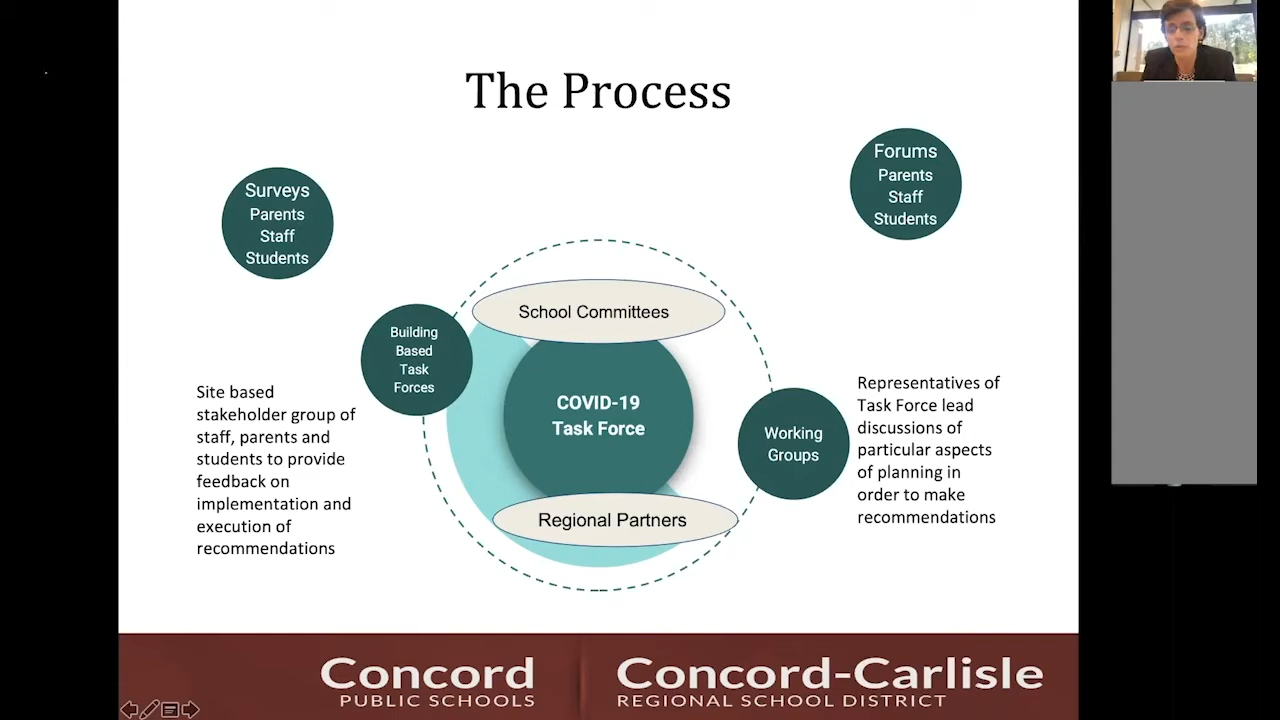 The Process
Surveys
Parents
Staff
Students
Forums
Parents
Staff
Students
School Committees
Building
Based
Task
Forces
COVID-19
Task Force
Working
Groups
Regional Partners
Site based
stakeholder group of
staff, parents and
students to provide
feedback on
implementation and
execution of
recommendations
Representatives of
Task Force lead
discussions of
particular aspects
of planning in
order to make
recommendations
Concord
PUBLIC SCHOOLS
Concord-Carlisle
REGIONAL SCHOOL DISTRICT